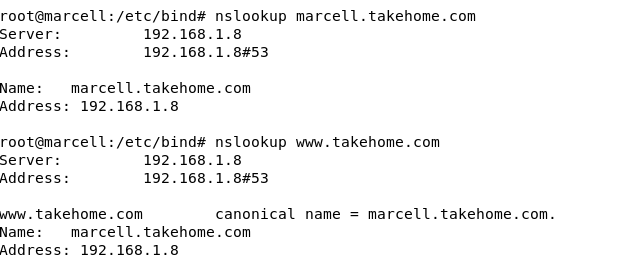 root@marcell:/etc/bind# nslookup marcell.takehome.com
Server:         192.168.1.8
Address:        192.168.1.8#53
Name:   marcell.takehome.com
Address: 192.168.1.8
root@marcell:/etc/bind# nslookup www.takehome.com
Server:         192.168.1.8
Address:        192.168.1.8#53
www.takehome.com        canonical name = marcell.takehome.com.
Name:   marcell.takehome.com
Address: 192.168.1.8